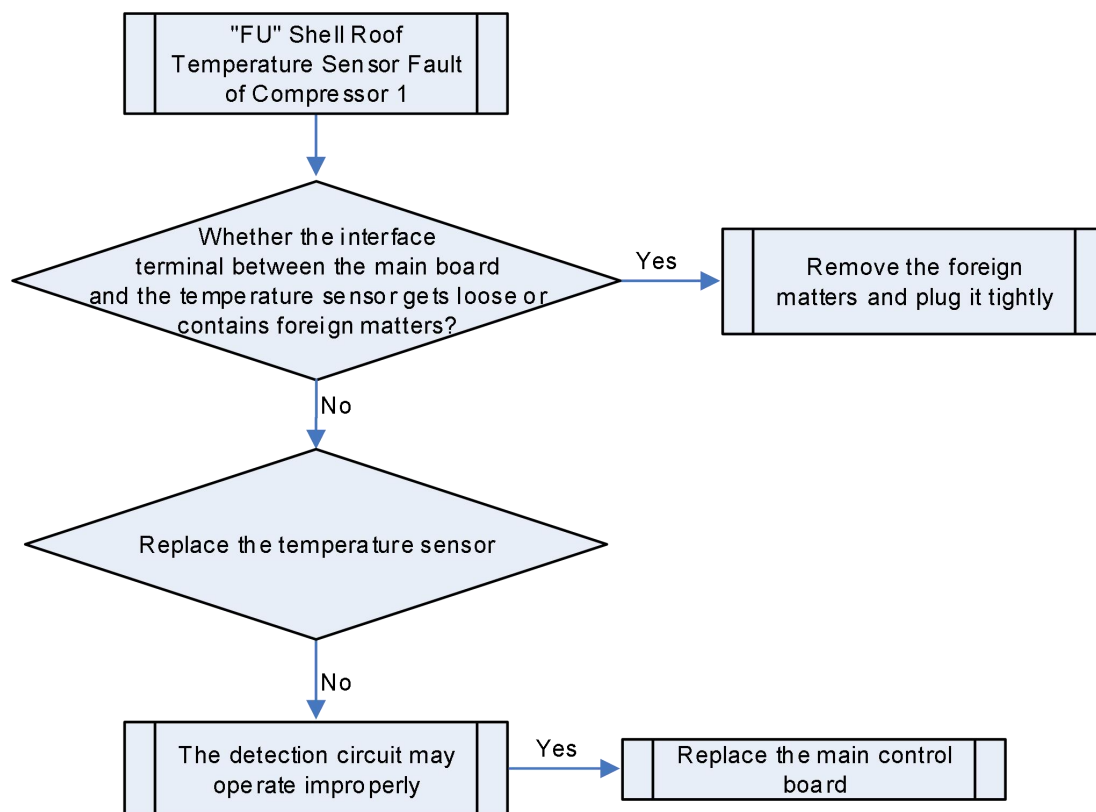 "FU" Shell Roof
Temperature Sensor Fault
of Compressor 1
Whether the interface
terminal between the main board
and the temperature sensor gets loose or
contains foreign matters?
Yes
Remove the foreign
matters and plug it tightly
No
Replace the temperature sensor
No
The detection circuit may
operate improperly
Yes
Replace the main control
board